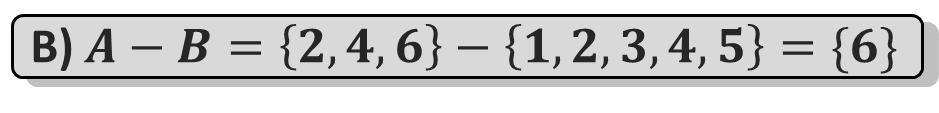 B) A − B = {2, 4, 6} − {1, 2, 3, 4, 5} = {6}